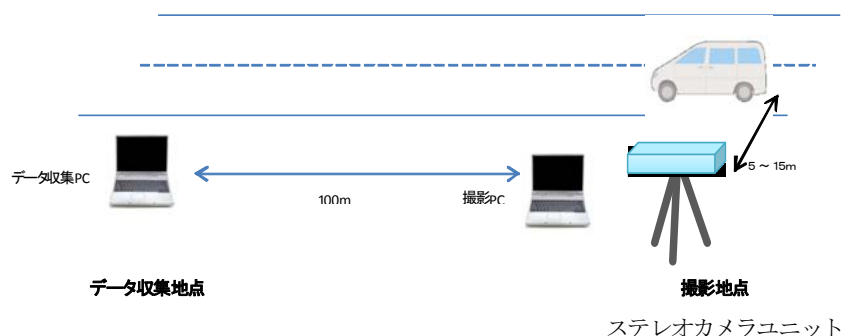 5 ~ 15m
データ収集PC
100m
撮影PC
データ収集地点
撮影地点
ステレオカメラユニット